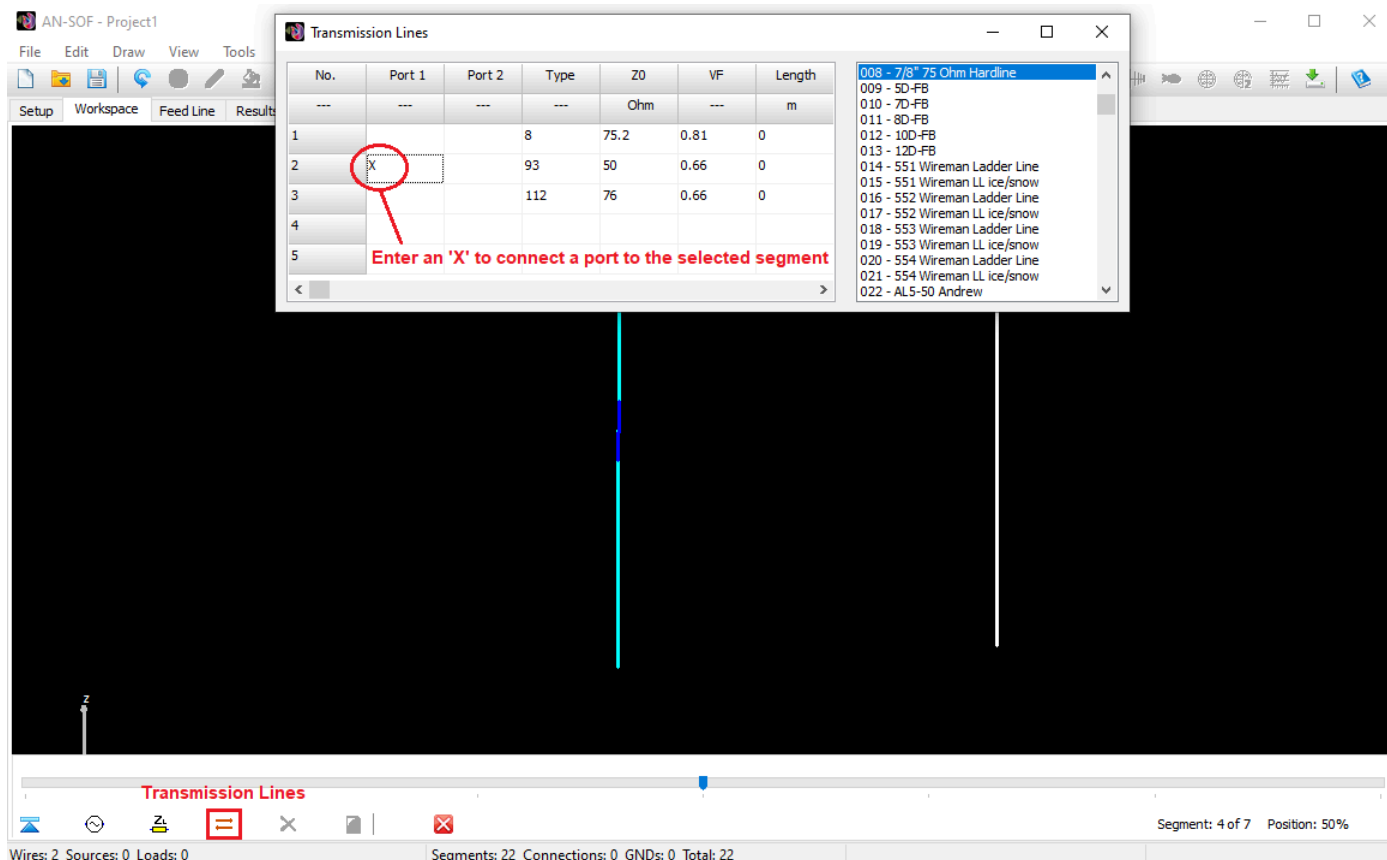 AN-SOF - Project1
File Edit Draw View Tools
Setup Workspace Feed Line Results
Transmission Lines
No. Port 1 Port 2 Type Z0 VF Length
--- --- --- --- Ohm --- m
1 8 75.2 0.81 0
2 X 93 50 0.66 0
3 112 76 0.66 0
4
5
Enter an 'X' to connect a port to the selected segment
008 - 7/8" 75 Ohm Hardline
009 - 5D-FB
010 - 7D-FB
011 - 8D-FB
012 - 10D-FB
013 - 12D-FB
014 - 551 Wireman Ladder Line
015 - 551 Wireman LL ice/snow
016 - 552 Wireman Ladder Line
017 - 552 Wireman LL ice/snow
018 - 553 Wireman Ladder Line
019 - 553 Wireman LL ice/snow
020 - 554 Wireman Ladder Line
021 - 554 Wireman LL ice/snow
022 - AL5-50 Andrew
z
Transmission Lines
ZL
Segment: 4 of 7 Position: 50%
Wires: 2 Sources: 0 Loads: 0 Segments: 22 Connections: 0 GNDs: 0 Total: 22